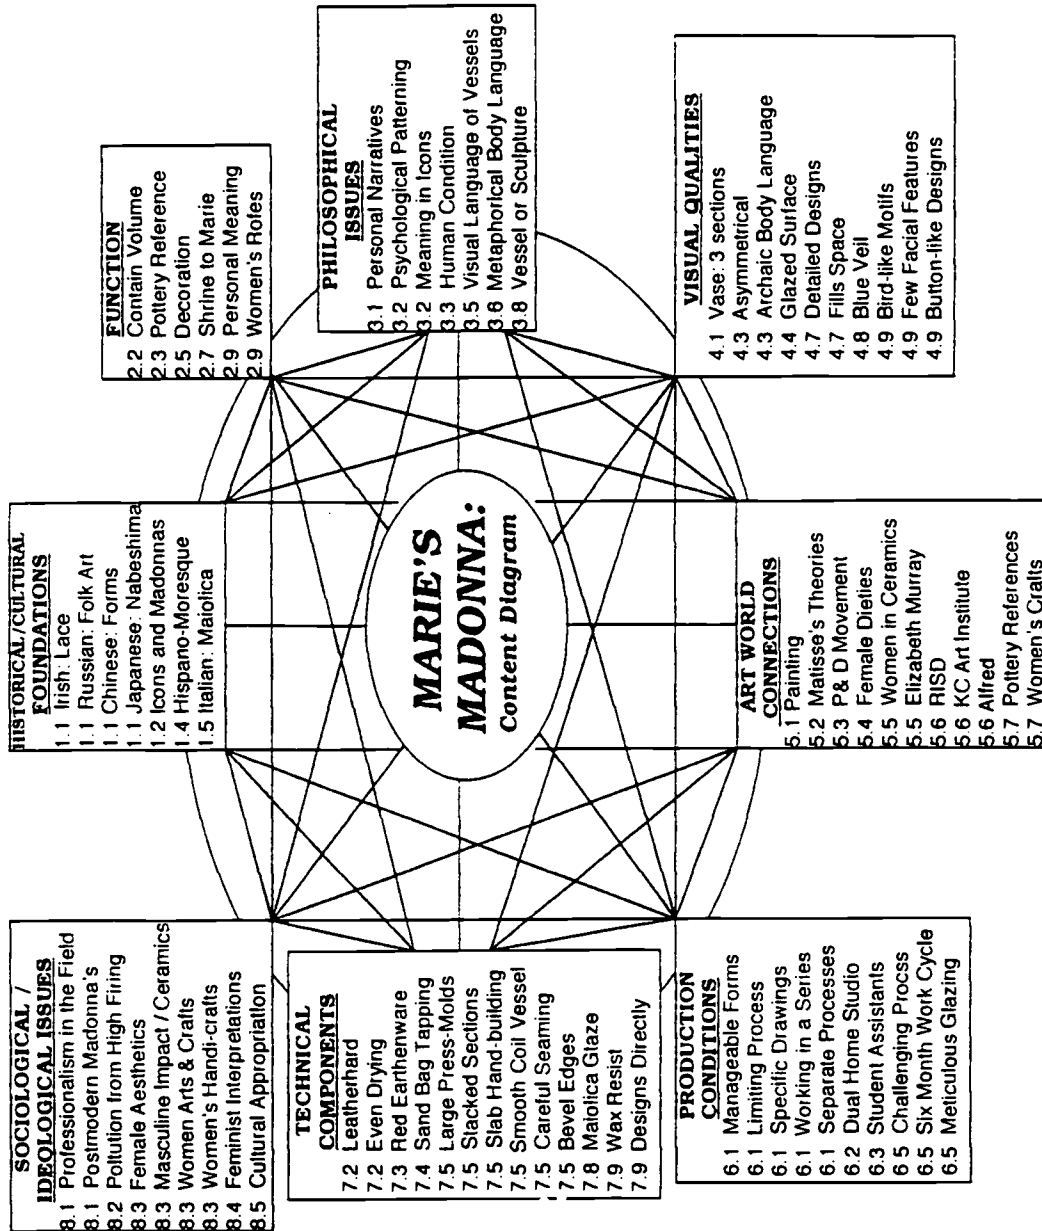 HISTORICAL/CULTURAL
FOUNDATIONS
1.1 Irish: Lace
1.1 Russian: Folk Art
1.1 Chinese: Forms
1.1 Japanese: Nabeshima
1.2 Icons and Madonnas
1.4 Hispano-Moresque
1.5 Italian: Maiolica
FUNCTION
2.2 Contain Volume
2.3 Pottery Reference
2.5 Decoration
2.7 Shrine to Marie
2.9 Personal Meaning
2.9 Women's Roles
PHILOSOPHICAL
ISSUES
3.1 Personal Narratives
3.2 Psychological Patterning
3.2 Meaning in Icons
3.3 Human Condition
3.5 Visual Language of Vessels
3.6 Metaphorical Body Language
3.8 Vessel or Sculpture
VISUAL QUALITIES
4.1 Vase: 3 sections
4.3 Asymmetrical
4.3 Archaic Body Language
4.4 Glazed Surface
4.7 Detailed Designs
4.7 Fills Space
4.8 Blue Veil
4.9 Bird-like Motifs
4.9 Few Facial Features
4.9 Button-like Designs
MARIE'S
MADONNA:
Content Diagram
ART WORLD
CONNECTIONS
5.1 Painting
5.2 Matisse's Theories
5.3 P&D Movement
5.4 Female Dieties
5.5 Women in Ceramics
5.5 Elizabeth Murray
5.6 RISD
5.6 KC Art Institute
5.6 Alfred
5.7 Pottery References
5.7 Women's Crafts
PRODUCTION
CONDITIONS
6.1 Manageable Forms
6.1 Limiting Process
6.1 Specific Drawings
6.1 Working in a Series
6.1 Separate Processes
6.2 Dual Home Studio
6.3 Student Assistants
6 5 Challenging Procss
6.5 Six Month Work Cycle
6.5 Meticulous Glazing
TECHNICAL
COMPONENTS
7.2 Leatherhard
7.2 Even Drying
7.3 Red Earthenware
7.4 Sand Bag Tapping
7.5 Large Press-Molds
7.5 Stacked Sections
7.5 Slab Hand-building
7.5 Smooth Coil Vessel
7.5 Careful Seaming
7.5 Bevel Edges
7.8 Maiolica Glaze
7.9 Wax Resist
7.9 Designs Directly
SOCIOLOGICAL /
IDEOLOGICAL ISSUES
8.1 Professionalism in the Field
8.1 Postmodern Madonna's
8.2 Pollution from High Firing
8.3 Female Aesthetics
8.3 Masculine Impact / Ceramics
8.3 Women Arts & Crafts
8.3 Women's Handi-crafts
8.4 Feminist Interpretations
8.5 Cultural Appropriation